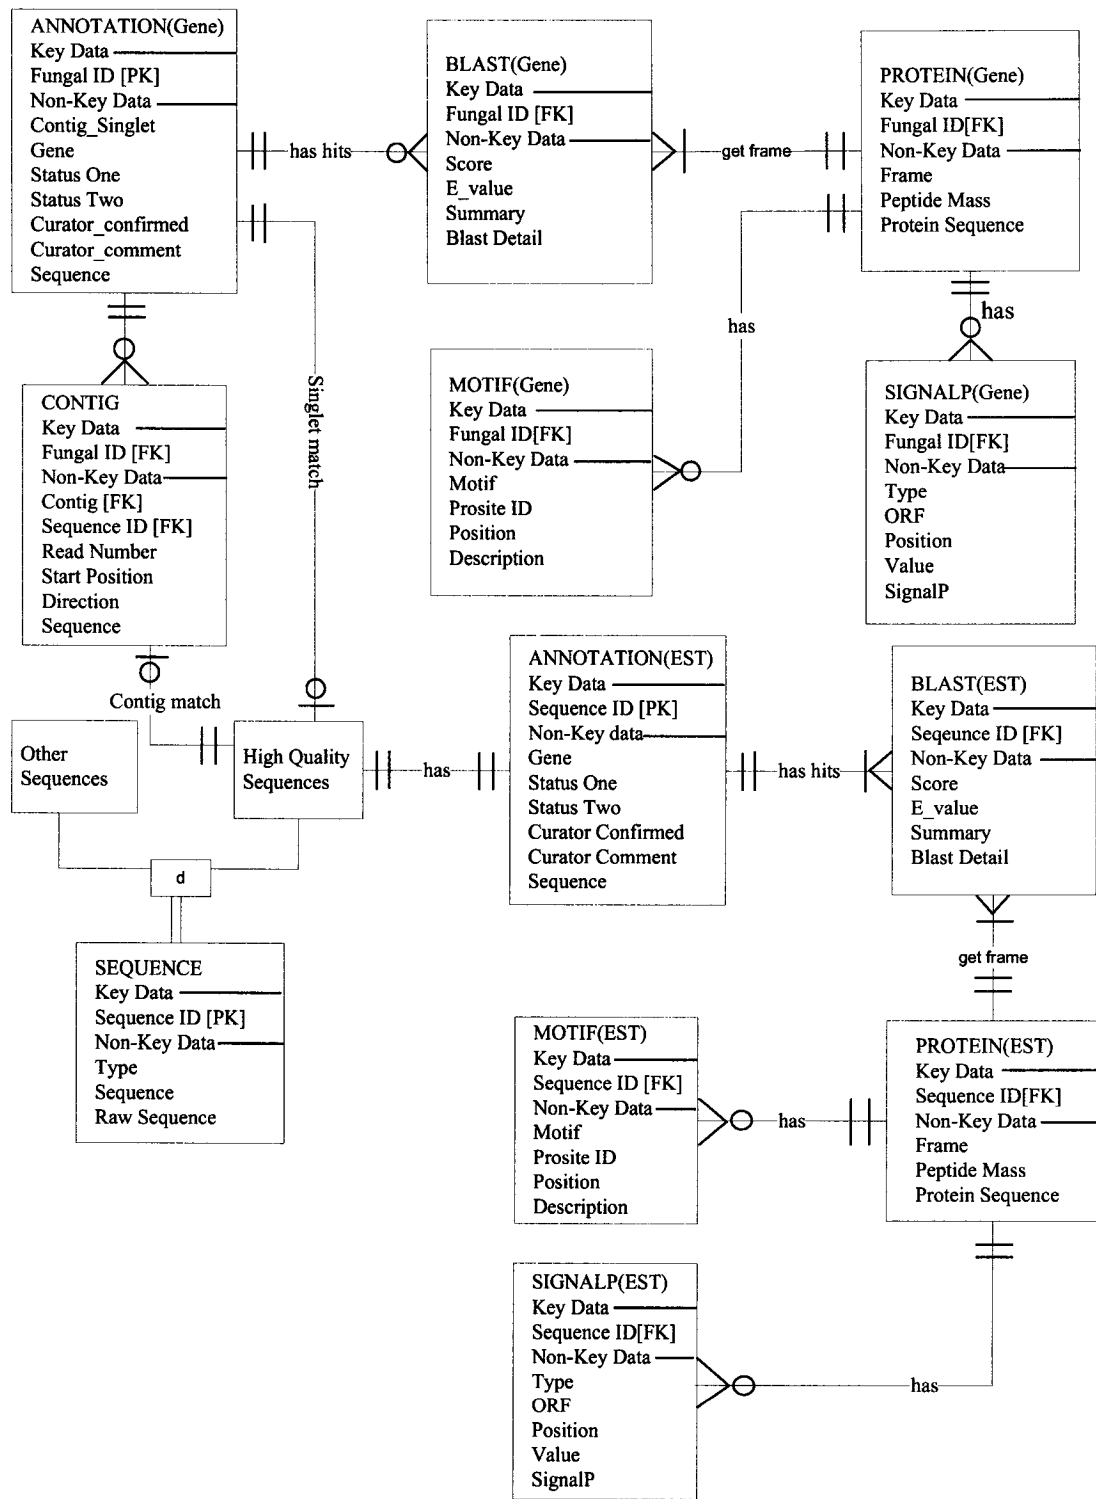 ANNOTATION(Gene)
Key Data
Fungal ID [PK]
Non-Key Data
Contig_Singlet
Gene
Status One
Status Two
Curator_confirmed
Curator_comment
Sequence
has hits
BLAST(Gene)
Key Data
Fungal ID [FK]
Non-Key Data
Score
E_value
Summary
Blast Detail
get frame
PROTEIN(Gene)
Key Data
Fungal ID[FK]
Non-Key Data
Frame
Peptide Mass
Protein Sequence
has
has
Singlet match
CONTIG
Key Data
Fungal ID [FK]
Non-Key Data
Contig [FK]
Sequence ID [FK]
Read Number
Start Position
Direction
Sequence
MOTIF(Gene)
Key Data
Fungal ID[FK]
Non-Key Data
Motif
Prosite ID
Position
Description
SIGNALP(Gene)
Key Data
Fungal ID[FK]
Non-Key Data
Type
ORF
Position
Value
SignalP
Contig match
Other
Sequences
High Quality
Sequences
has
ANNOTATION(EST)
Key Data
Sequence ID [PK]
Non-Key data
Gene
Status One
Status Two
Curator Confirmed
Curator Comment
Sequence
has hits
BLAST(EST)
Key Data
Seqeunce ID [FK]
Non-Key Data
Score
E_value
Summary
Blast Detail
d
get frame
SEQUENCE
Key Data
Sequence ID [PK]
Non-Key Data
Type
Sequence
Raw Sequence
MOTIF(EST)
Key Data
Sequence ID [FK]
Non-Key Data
Motif
Prosite ID
Position
Description
has
PROTEIN(EST)
Key Data
Sequence ID[FK]
Non-Key Data
Frame
Peptide Mass
Protein Sequence
SIGNALP(EST)
Key Data
Sequence ID[FK]
Non-Key Data
Type
ORF
Position
Value
SignalP
has